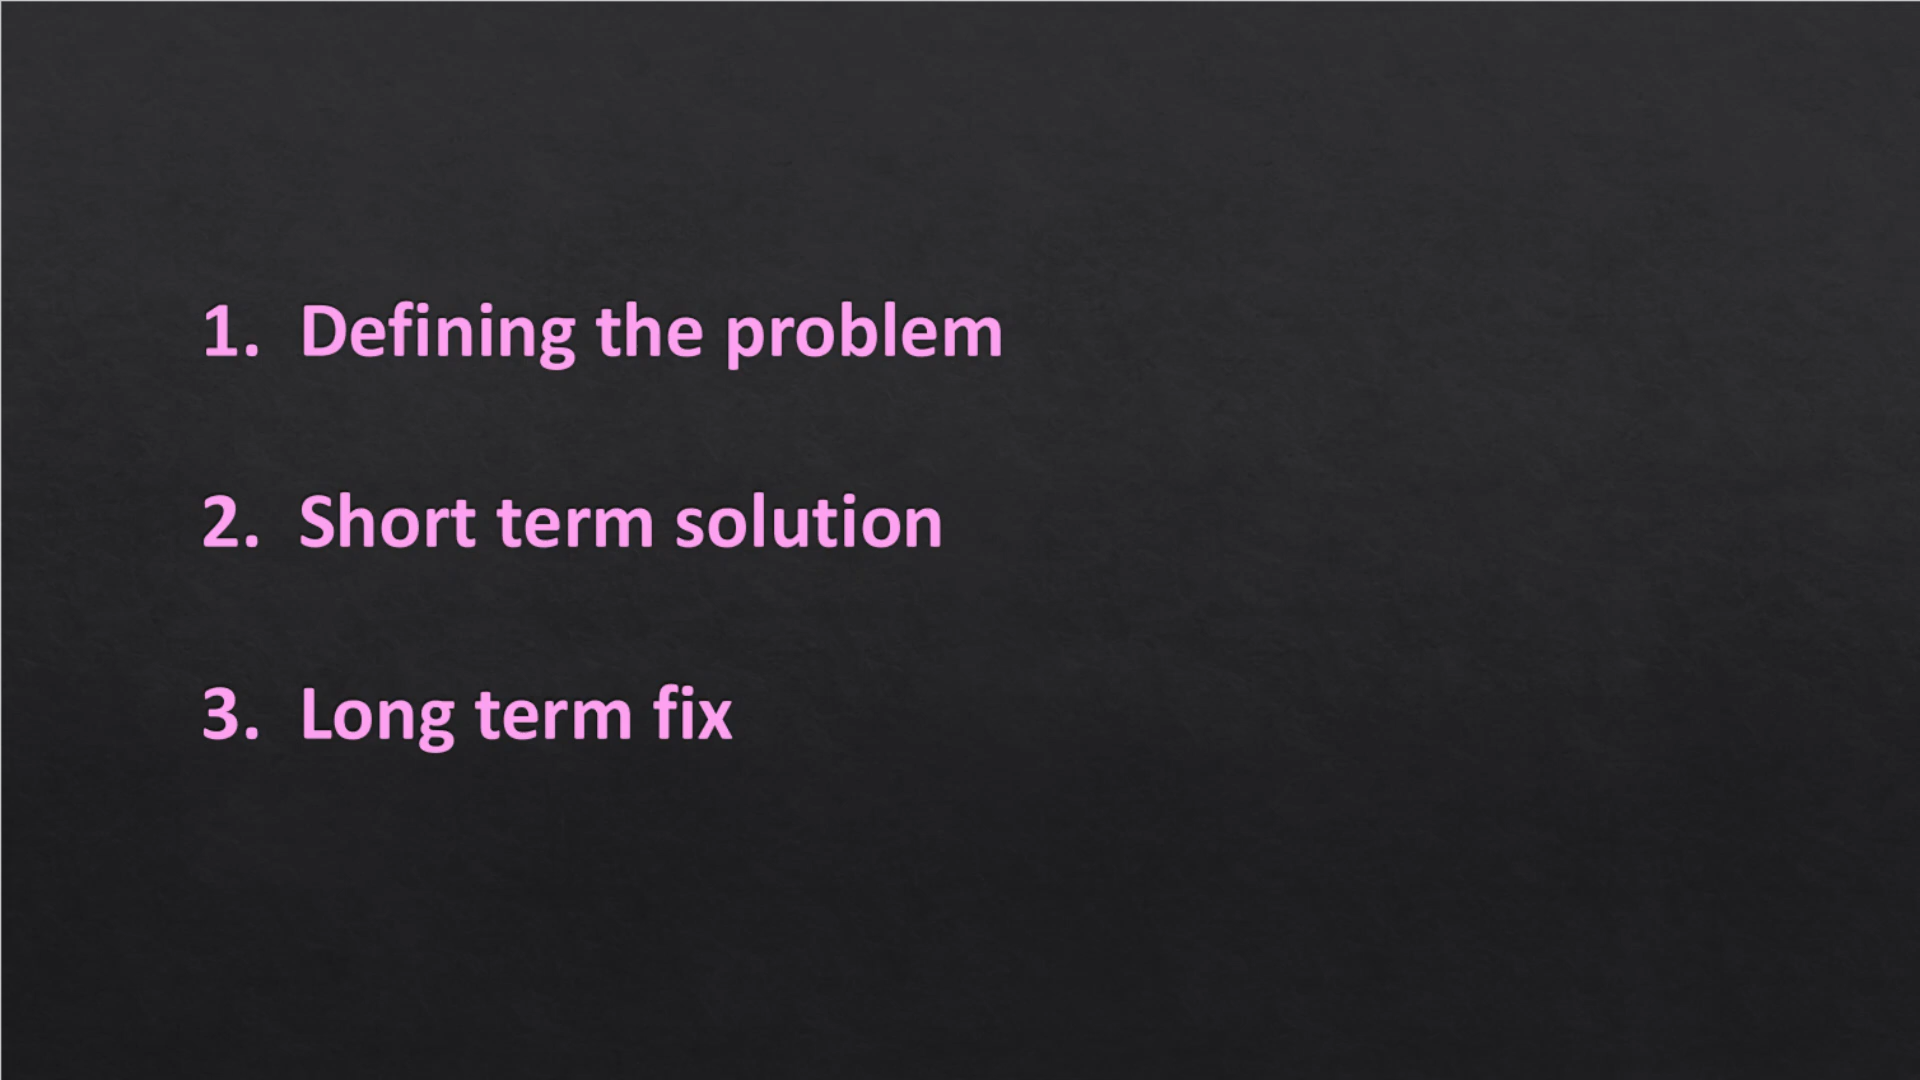 1. Defining the problem
2. Short term solution
3. Long term fix